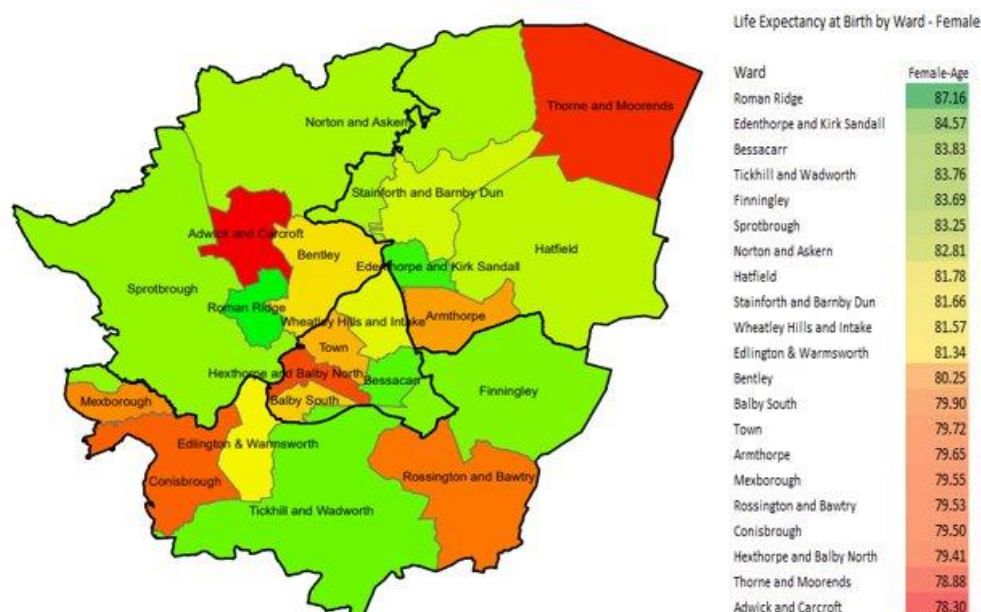 Life Expectancy at Birth by Ward - Female
Ward Female-Age
Roman Ridge 87.16
Edenthorpe and Kirk Sandall 84.57
Bessacarr 83.83
Tickhill and Wadworth 83.76
Finningley 83.69
Sprotbrough 83.25
Norton and Askern 82.81
Hatfield 81.78
Stainforth and Barnby Dun 81.66
Wheatley Hills and Intake 81.57
Edlington & Warmsworth 81.34
Bentley 80.25
Balby South 79.90
Town 79.72
Armthorpe 79.65
Mexborough 79.55
Rossington and Bawtry 79.53
Conisbrough 79.50
Hexthorpe and Balby North 79.41
Thorne and Moorends 78.88
Adwick and Carcroft 78.30
Thorne and Moorends
Norton and Askern
Stainforth and Barnby Dun
Adwick and Carcroft
Hatfield
Bentley
Edenthorpe and Kirk Sandall
Sprotbrough
Roman Ridge
Armthorpe
Wheatley Hills and Intake
Town
Hexthorpe and Balby North
Bessacarr
Finningley
Mexborough
Balby South
Edlington & Warmsworth
Conisbrough
Rossington and Bawtry
Tickhill and Wadworth